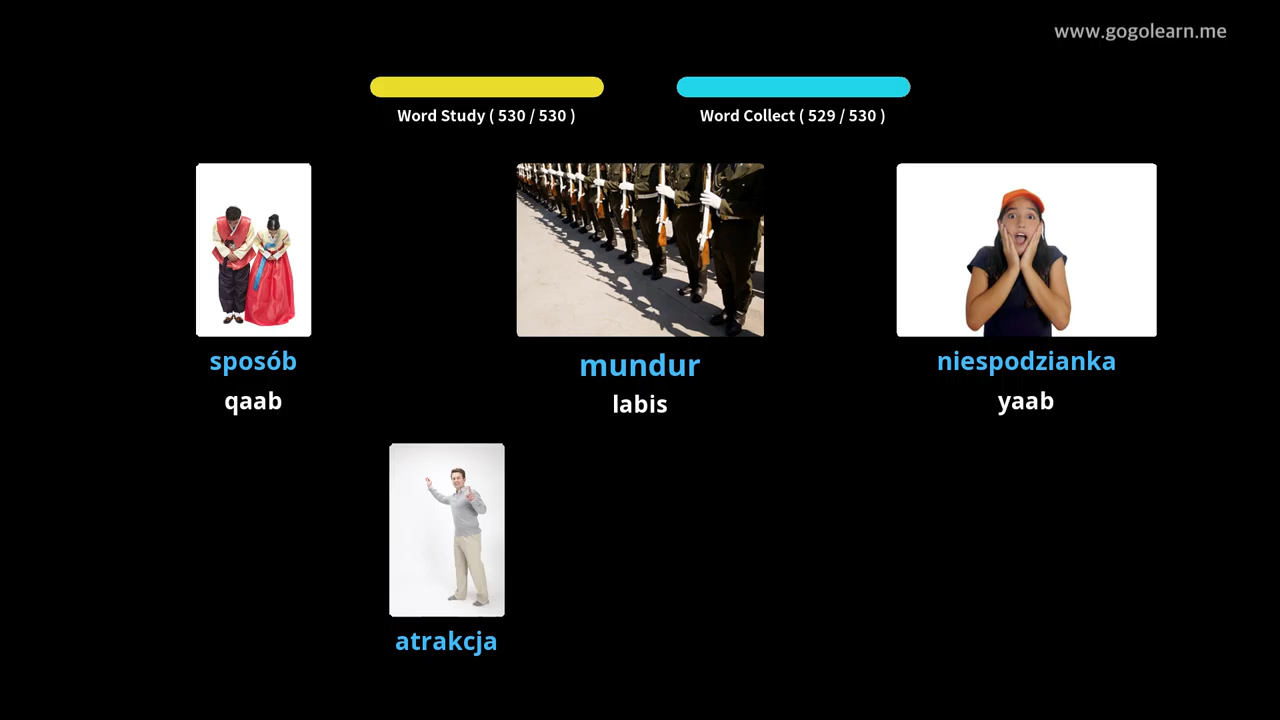 www.gogolearn.me
Word Study ( 530 / 530 )
Word Collect ( 529 / 530 )
sposób
qaab
mundur
labis
niespodzianka
yaab
atrakcja